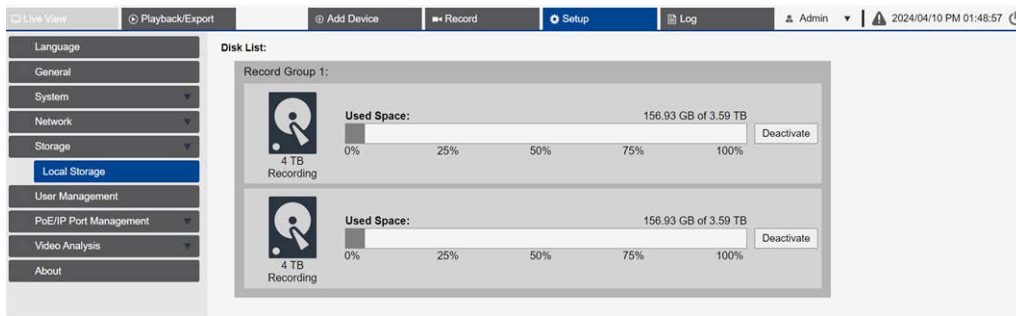 Live View Playback/Export Add Device Record Setup Log Admin 2024/04/10 PM 01:48:57
Language
General
System
Network
Storage
Local Storage
User Management
PoE/IP Port Management
Video Analysis
About
Disk List:
Record Group 1:
Used Space: 156.93 GB of 3.59 TB
Deactivate
0% 25% 50% 75% 100%
4 TB
Recording
Used Space: 156.93 GB of 3.59 TB
Deactivate
0% 25% 50% 75% 100%
4 TB
Recording